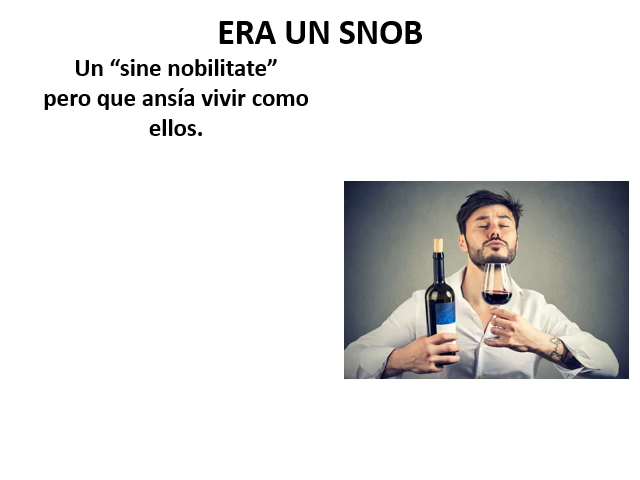 ERA UN SNOB
Un “sine nobilitate”
pero que ansía vivir como
ellos.